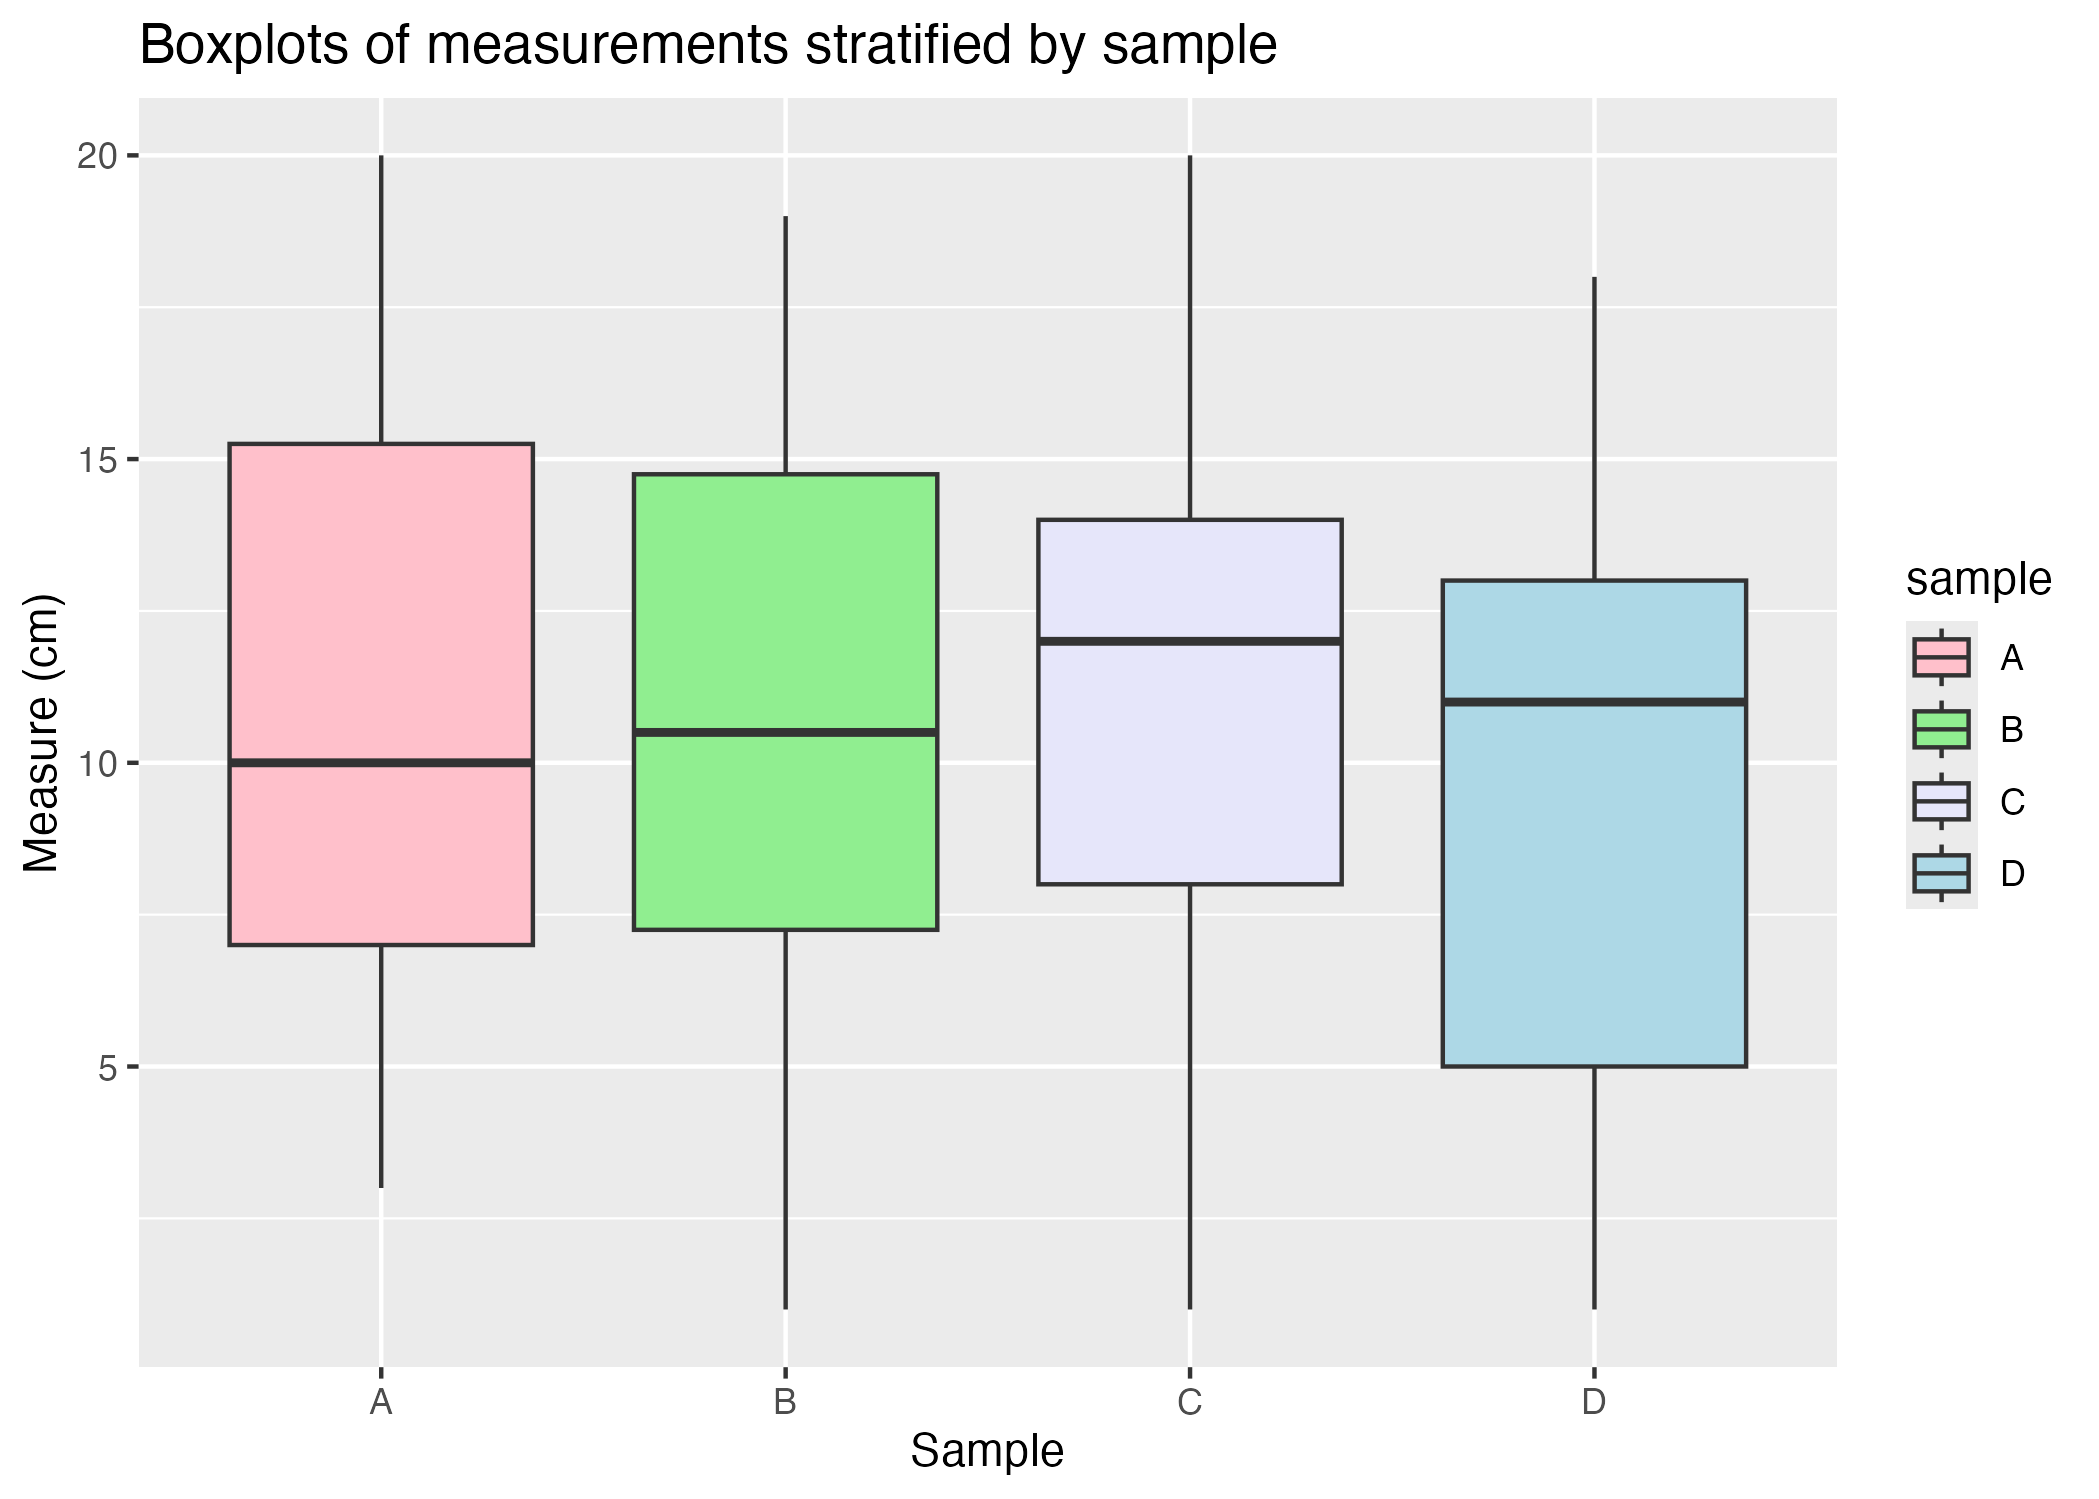 Boxplots of measurements stratified by sample
Measure (cm)
20
15
10
5
A
B
C
D
Sample
sample
A
B
C
D